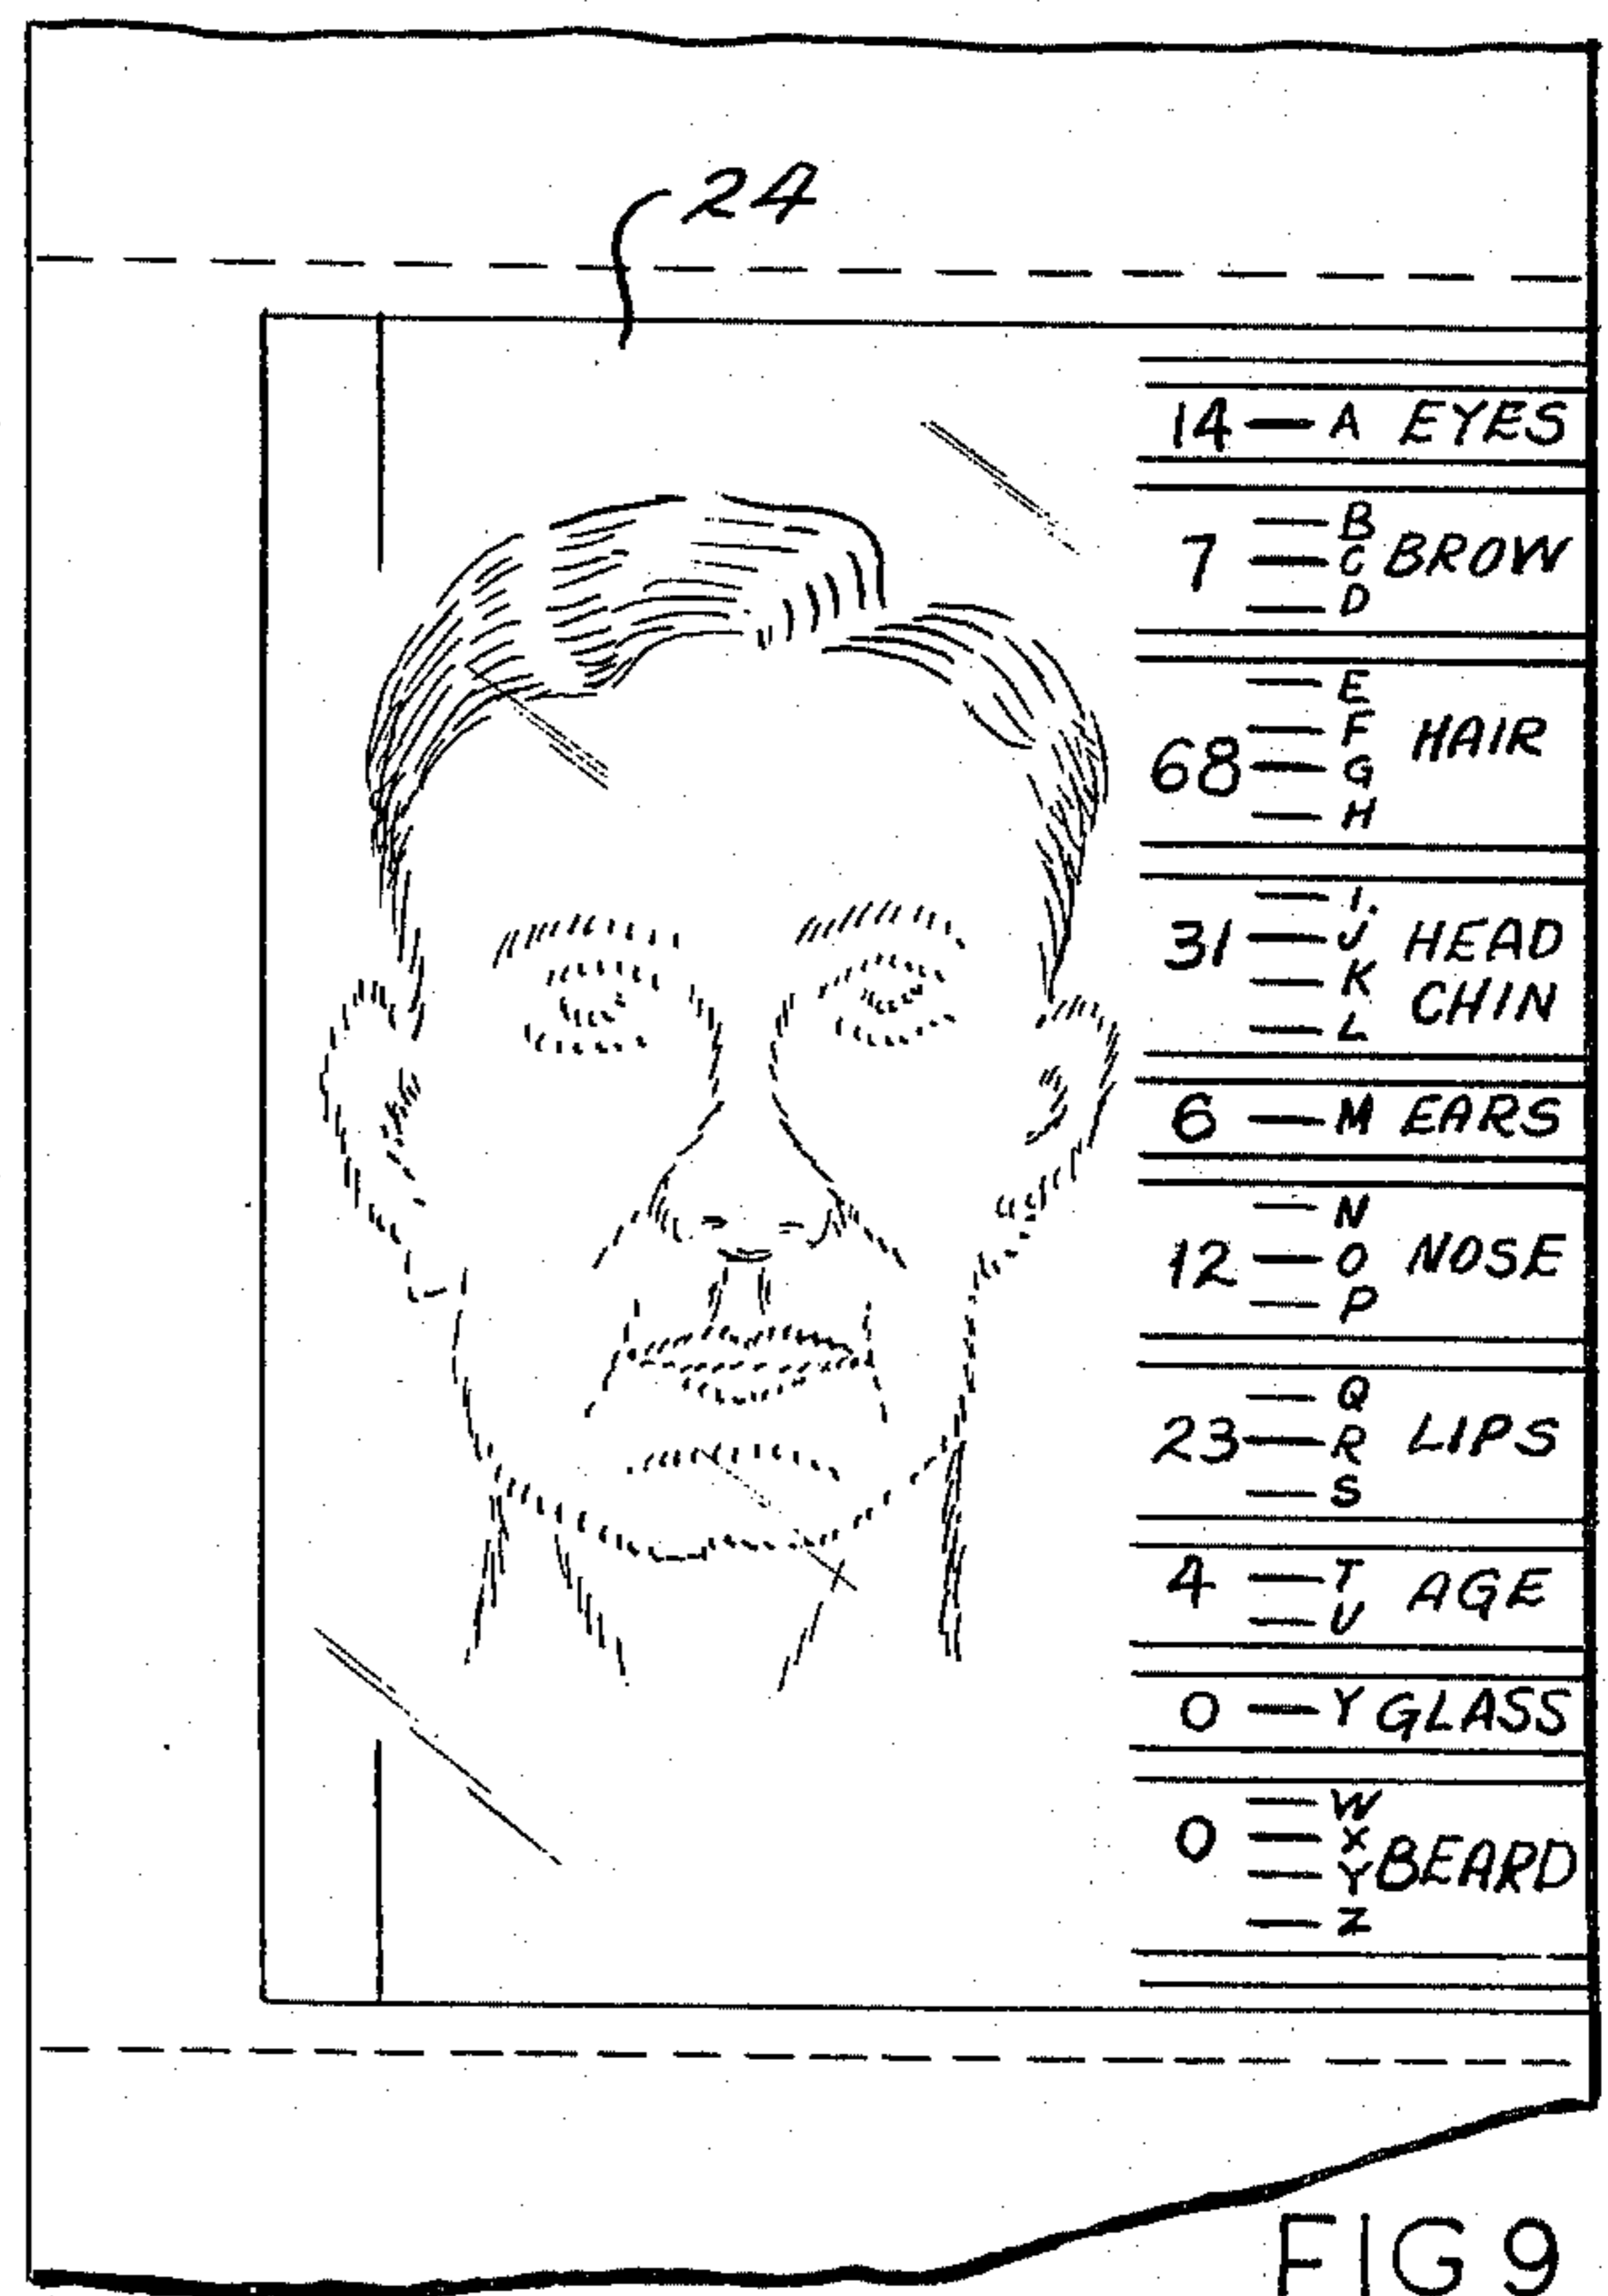 24
14 — A EYES
— B
7 — C BROW
— D
— E
— F HAIR
68 — G
— H
— I.
31 — J HEAD
— K CHIN
— L
6 — M EARS
— N
12 — O NOSE
— P
— Q
23 — R LIPS
— S
4 — T AGE
— U
0 — Y GLASS
— W
0 — X BEARD
— Y
— Z
FIG 9